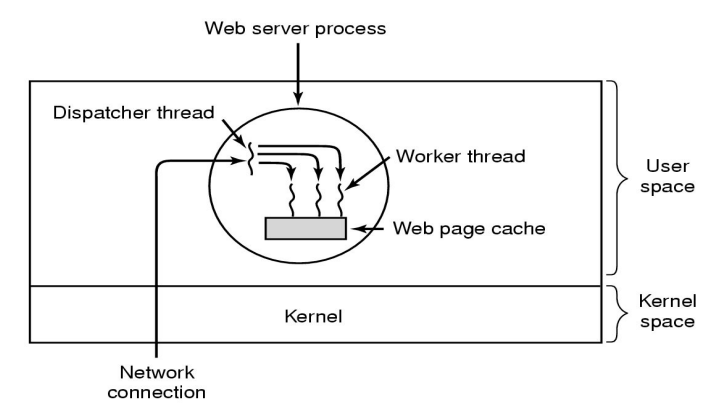 Web server process
Dispatcher thread
Worker thread
User
space
Web page cache
Kernel
Kernel
space
Network
connection